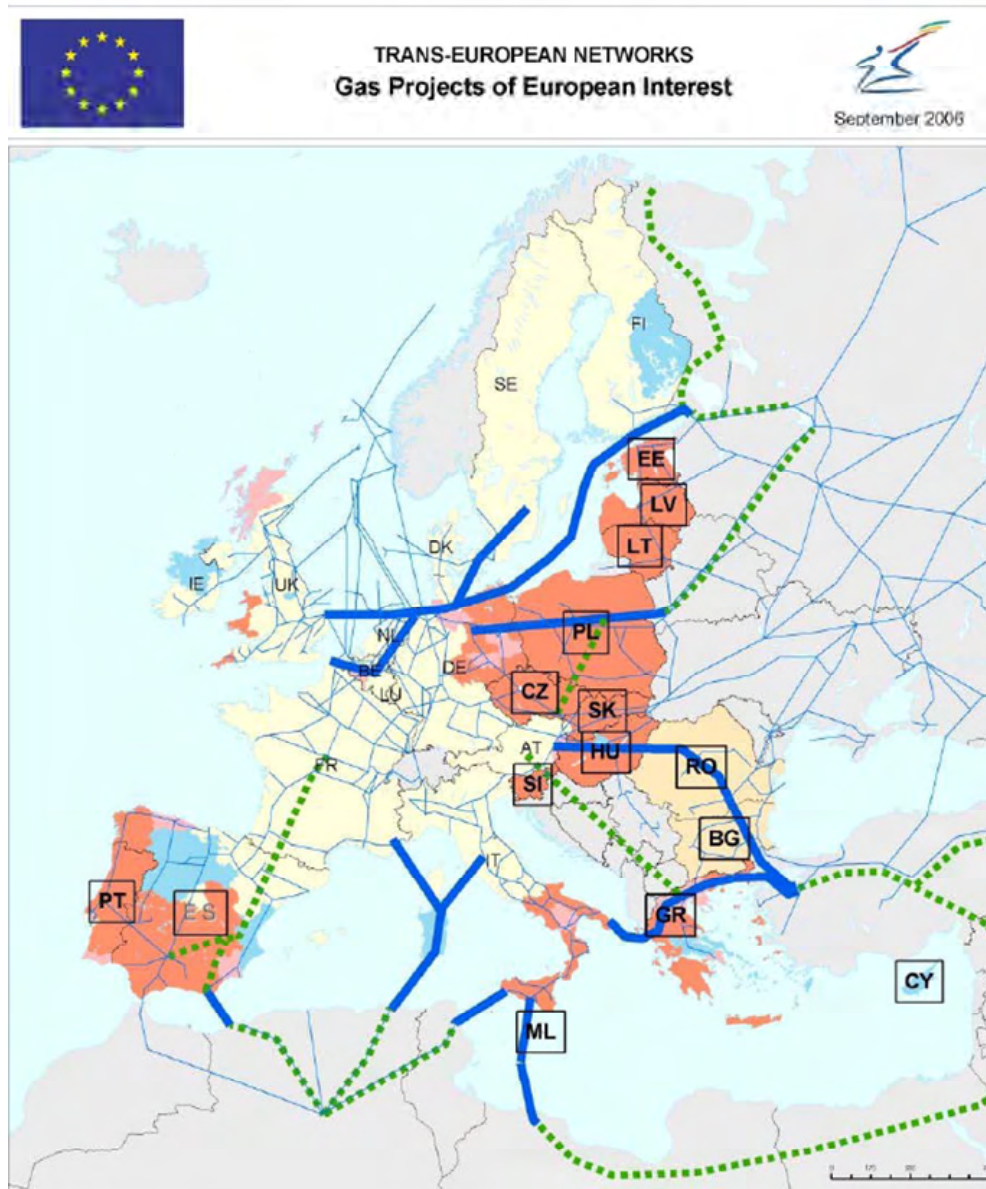 TRANS-EUROPEAN NETWORKS
Gas Projects of European Interest
September 2006
FI
SE
EE
LV
DK
LT
IE
UK
NL
PL
BE
DE
LU
CZ
SK
AT
HU
FR
RO
SI
BG
IT
PT
ES
GR
CY
ML
0